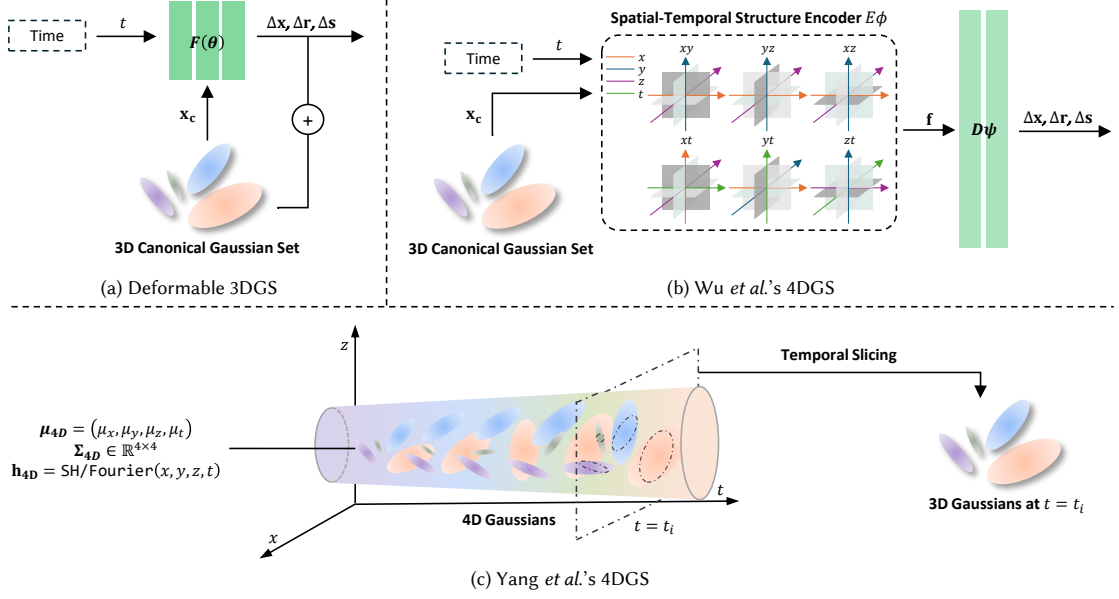 Time
t
F(θ)
Δx, Δr, Δs
x_c
+
3D Canonical Gaussian Set
(a) Deformable 3DGS
Spatial-Temporal Structure Encoder Eϕ
Time
t
x_c
3D Canonical Gaussian Set
x
y
z
t
xy
yz
xz
xt
yt
zt
f
Dψ
Δx, Δr, Δs
(b) Wu et al.'s 4DGS
μ_4D = (μ_x, μ_y, μ_z, μ_t)
Σ_4D ∈ ℝ^{4×4}
h_4D = SH/Fourier(x, y, z, t)
z
x
t
4D Gaussians
t = t_i
Temporal Slicing
3D Gaussians at t = t_i
(c) Yang et al.'s 4DGS